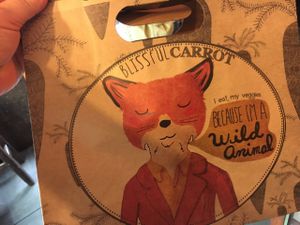 BLISSFUL CARROT
I eat my veggies
BECAUSE I'M A
Wild
Animal